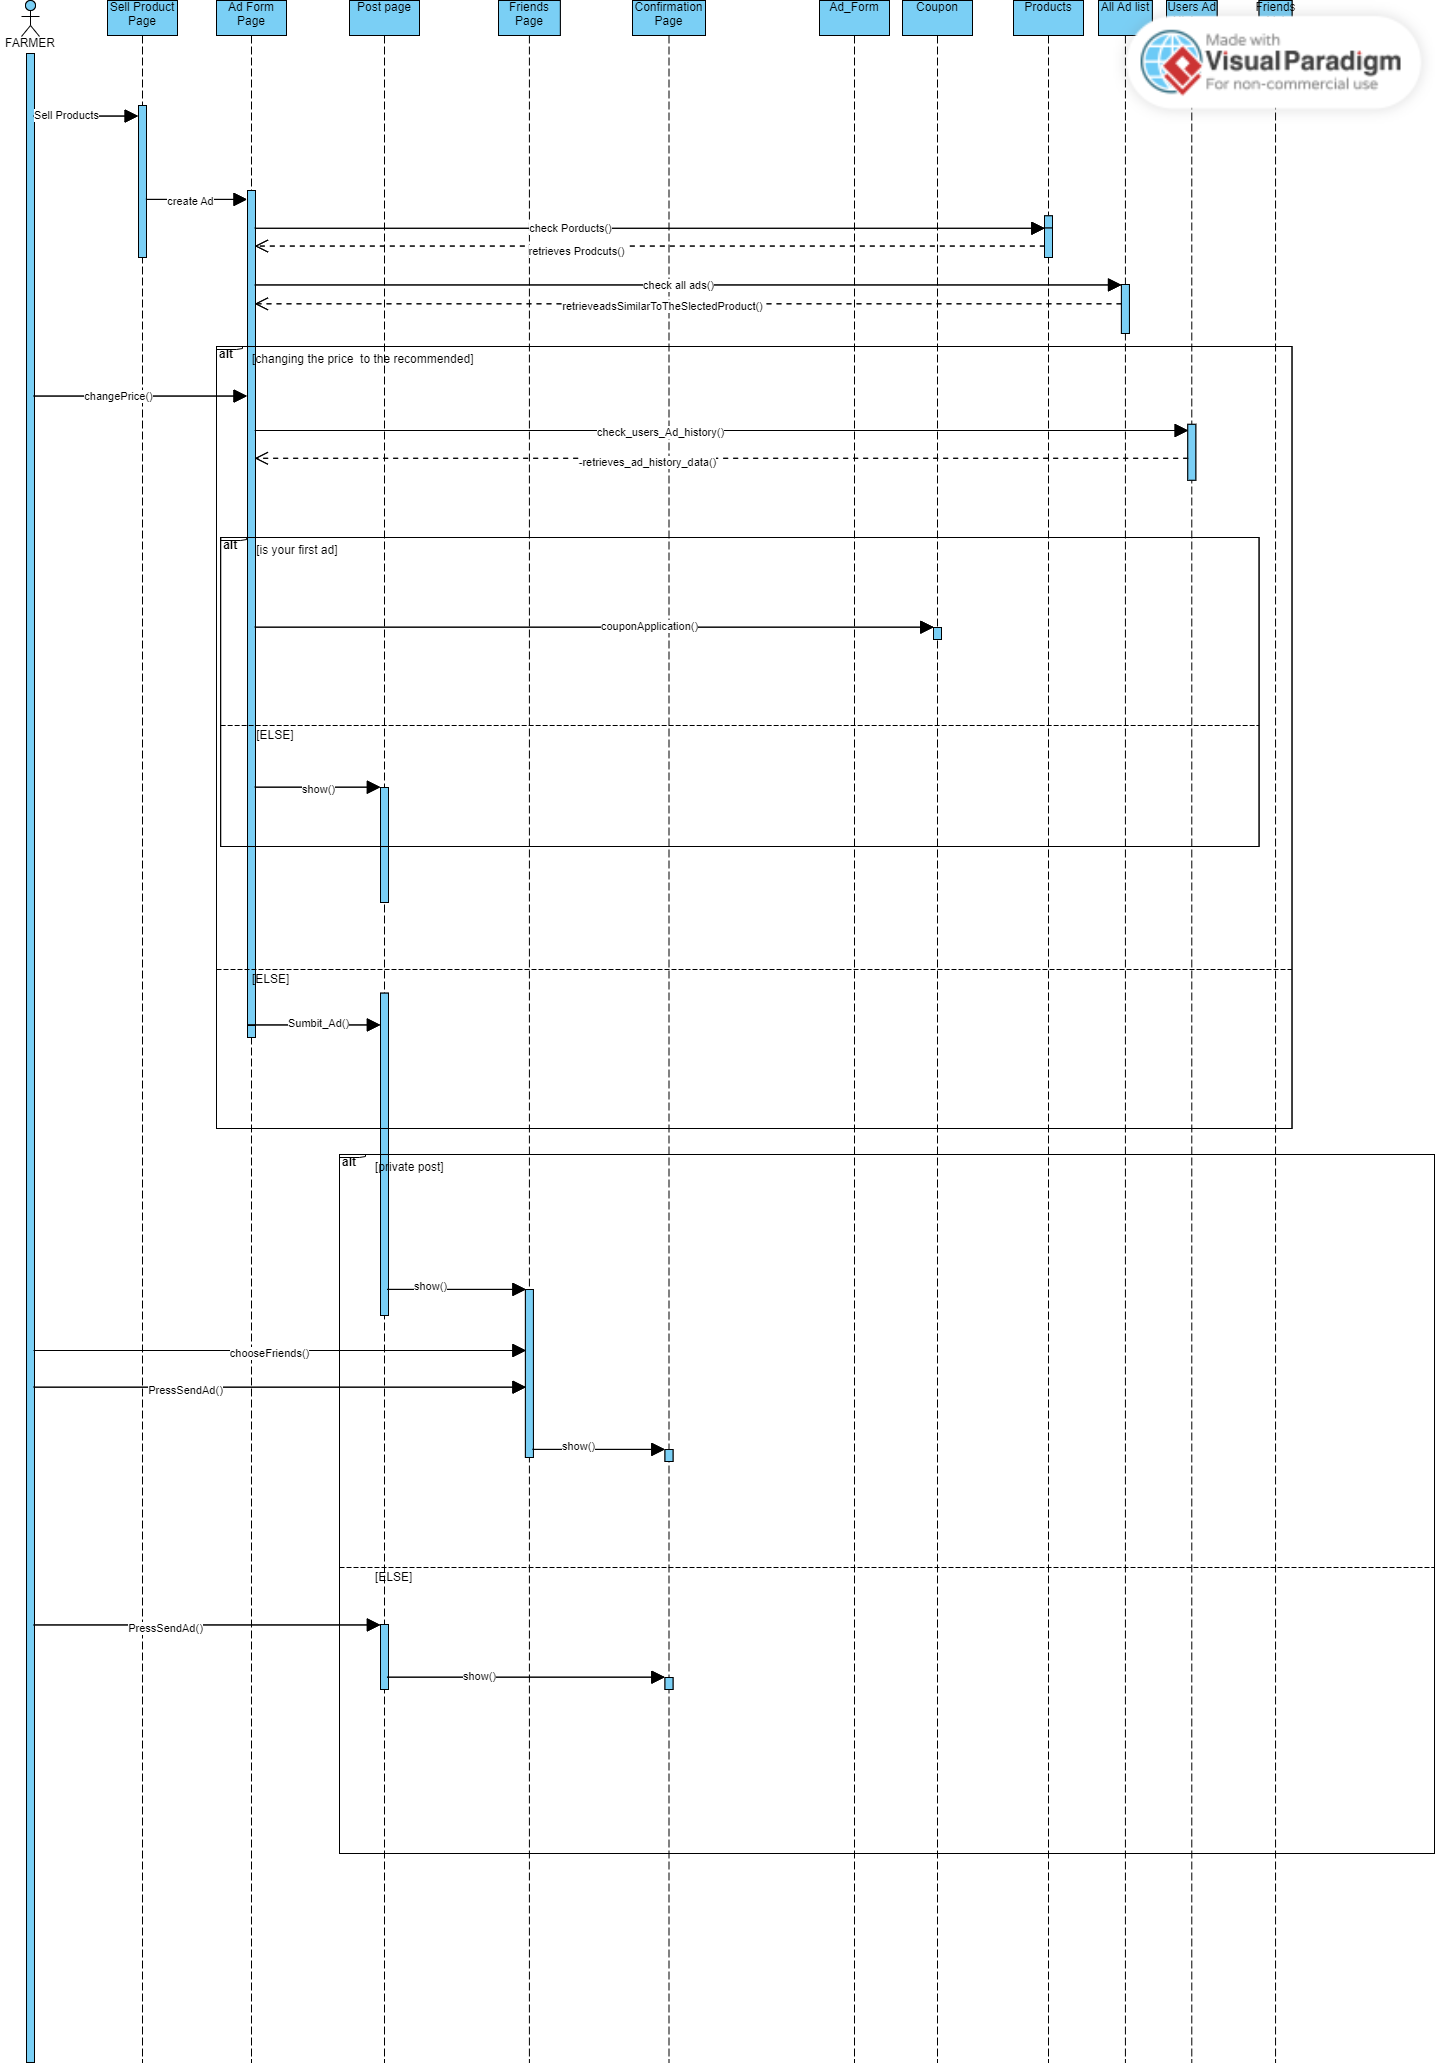 FARMER
Sell Product
Page
Ad Form
Page
Post page
Friends
Page
Confirmation
Page
Ad_Form
Coupon
Products
All Ad list
Users Ad
Friends
Made with
Visual Paradigm
For non-commercial use
Sell Products
create Ad
check Porducts()
retrieves Prodcuts()
check all ads()
retrieveadsSimilarToTheSlectedProduct()
alt
[changing the price  to the recommended]
changePrice()
check_users_Ad_history()
-retrieves_ad_history_data()
alt
[is your first ad]
couponApplication()
[ELSE]
show()
[ELSE]
Sumbit_Ad()
alt
[private post]
show()
chooseFriends()
PressSendAd()
show()
[ELSE]
PressSendAd()
show()